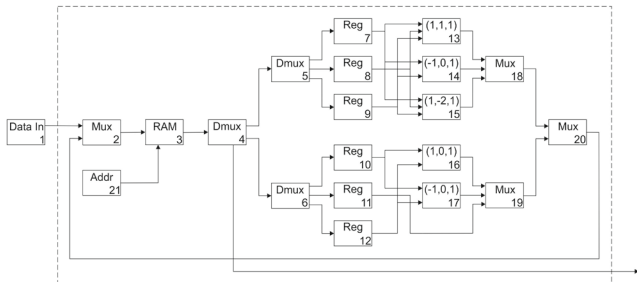 Data In
1
Mux
2
RAM
3
Addr
21
Dmux
4
Dmux
5
Dmux
6
Reg
7
Reg
8
Reg
9
Reg
10
Reg
11
Reg
12
(1,1,1)
13
(-1,0,1)
14
(1,-2,1)
15
(1,0,1)
16
(-1,0,1)
17
Mux
18
Mux
19
Mux
20